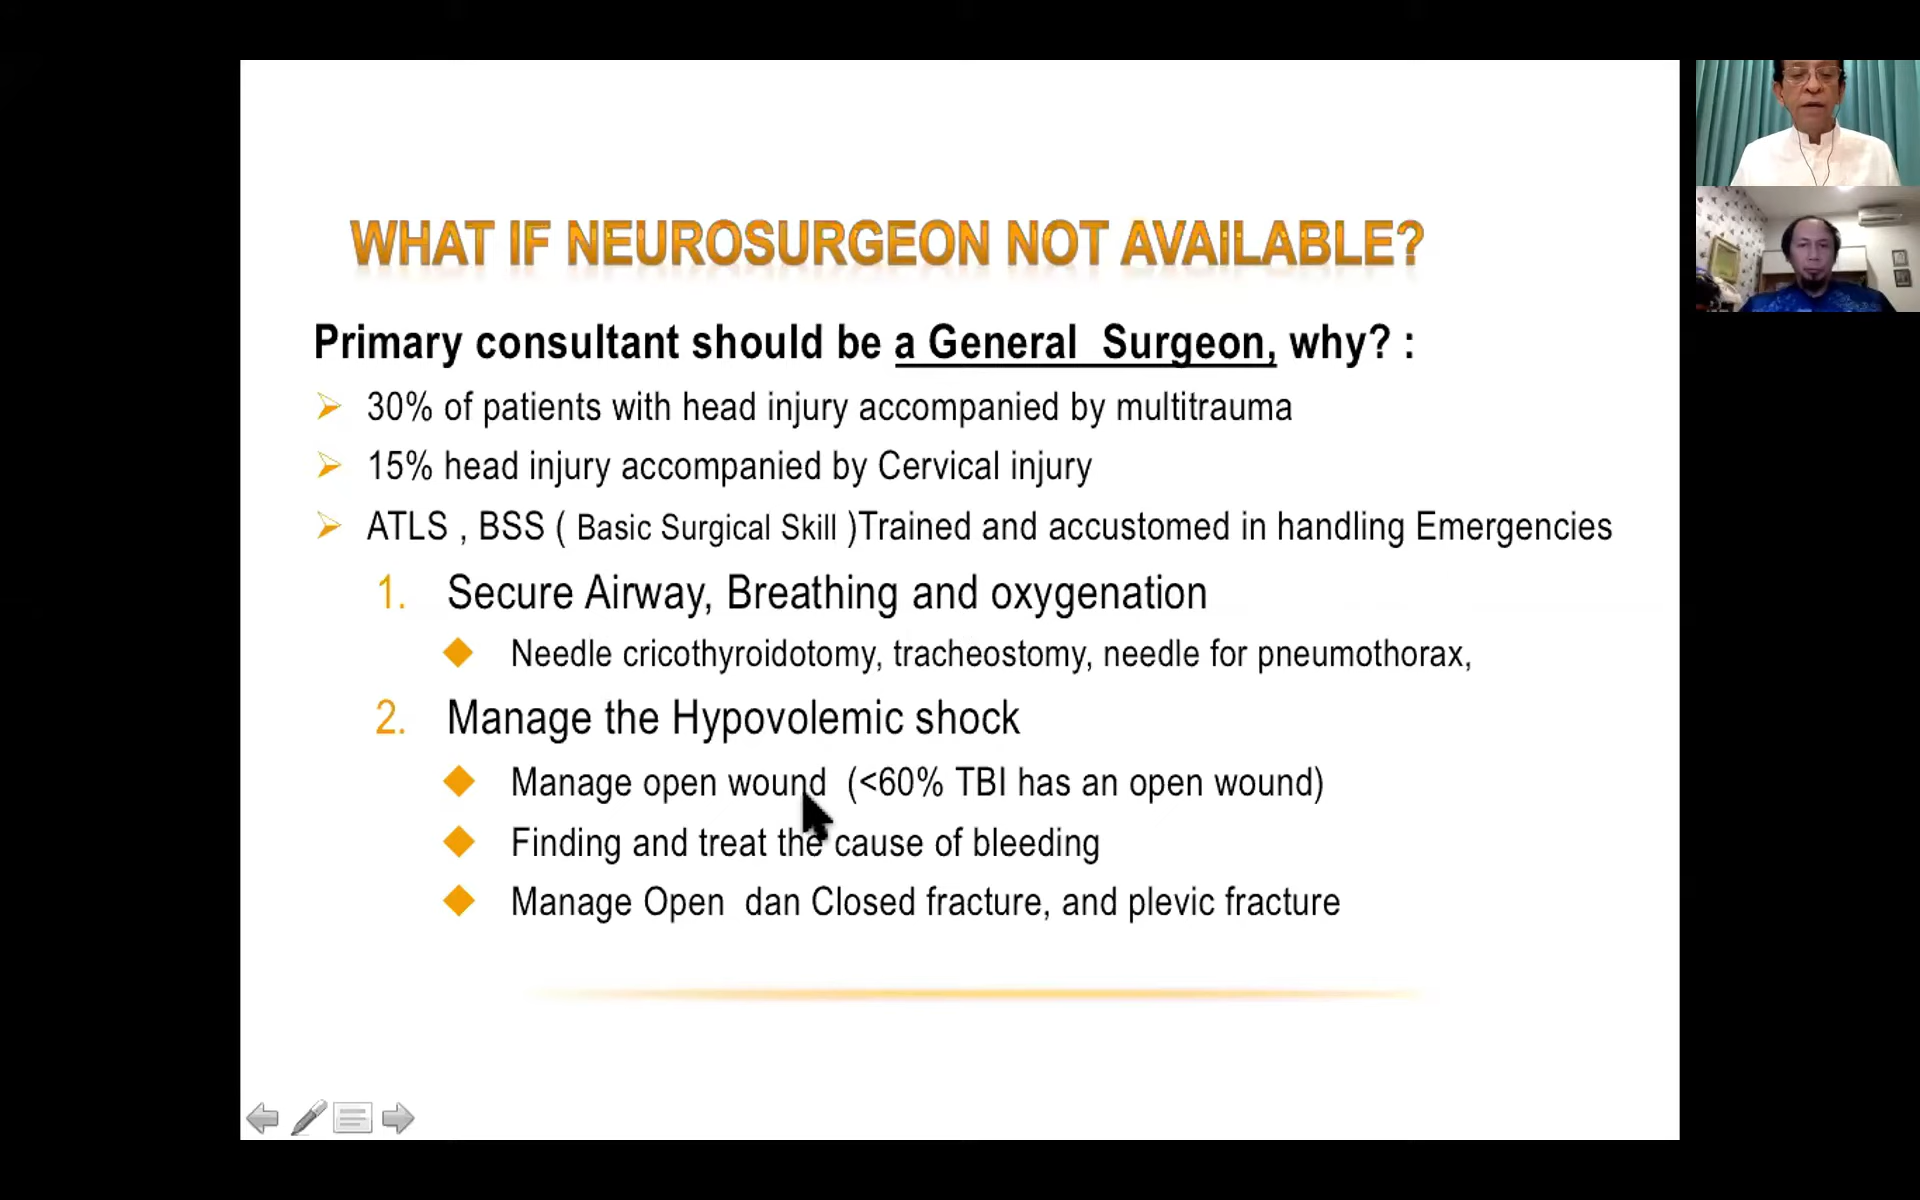 WHAT IF NEUROSURGEON NOT AVAILABLE?
Primary consultant should be a General Surgeon, why? :
30% of patients with head injury accompanied by multitrauma
15% head injury accompanied by Cervical injury
ATLS , BSS ( Basic Surgical Skill )Trained and accustomed in handling Emergencies
1. Secure Airway, Breathing and oxygenation
Needle cricothyroidotomy, tracheostomy, needle for pneumothorax,
2. Manage the Hypovolemic shock
Manage open wound (<60% TBI has an open wound)
Finding and treat the cause of bleeding
Manage Open dan Closed fracture, and plevic fracture